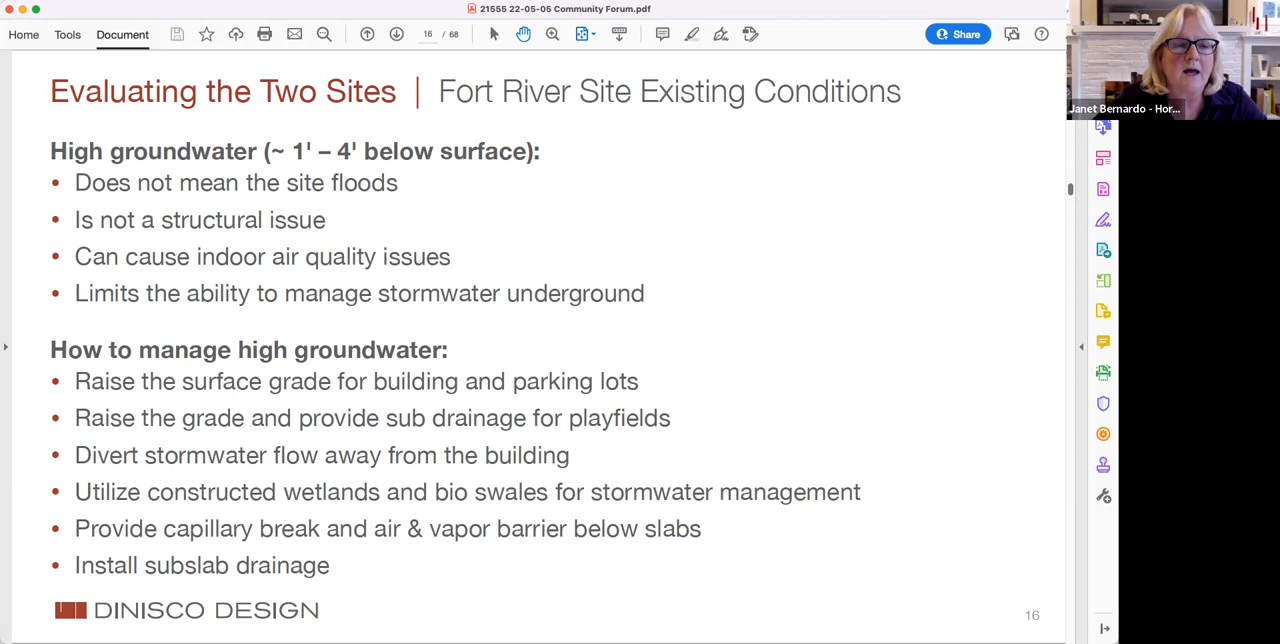 21555 22-05-05 Community Forum.pdf
Home Tools Document 16 / 68 Share
Janet Bernardo - Hor...
Evaluating the Two Sites | Fort River Site Existing Conditions
High groundwater (~ 1' – 4' below surface):
• Does not mean the site floods
• Is not a structural issue
• Can cause indoor air quality issues
• Limits the ability to manage stormwater underground
How to manage high groundwater:
• Raise the surface grade for building and parking lots
• Raise the grade and provide sub drainage for playfields
• Divert stormwater flow away from the building
• Utilize constructed wetlands and bio swales for stormwater management
• Provide capillary break and air & vapor barrier below slabs
• Install subslab drainage
DINISCO DESIGN
16